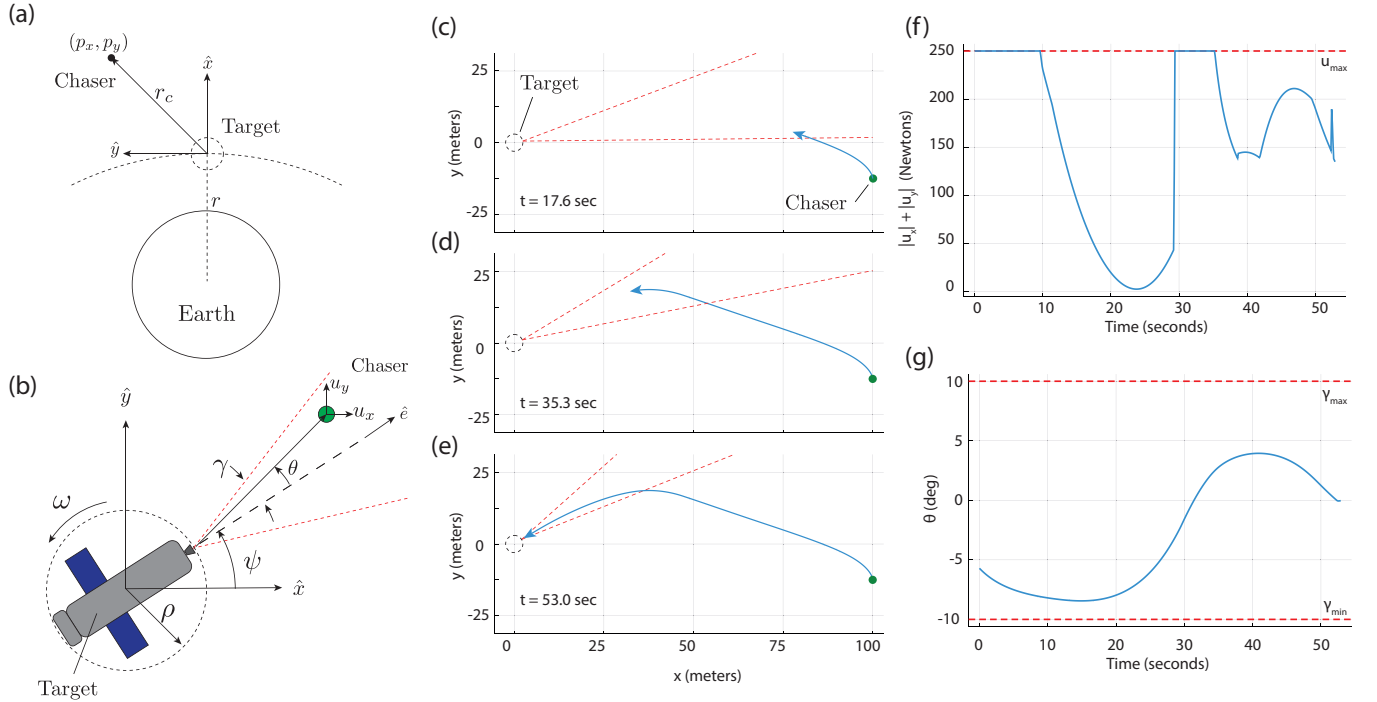 (a)
(p_x, p_y)
Chaser
x̂
r_c
Target
ŷ
r
Earth
(b)
Chaser
ŷ
u_y
u_x
ê
γ
θ
ω
ψ
x̂
ρ
Target
(c)
25
0
-25
y (meters)
Target
Chaser
t = 17.6 sec
(d)
25
0
-25
y (meters)
t = 35.3 sec
(e)
25
0
-25
y (meters)
t = 53.0 sec
0 25 50 75 100
x (meters)
(f)
250
200
150
100
50
0
|u_x| + |u_y| (Newtons)
u_max
0 10 20 30 40 50
Time (seconds)
(g)
10
5
0
-5
-10
θ (deg)
γ_max
γ_min
0 10 20 30 40 50
Time (seconds)